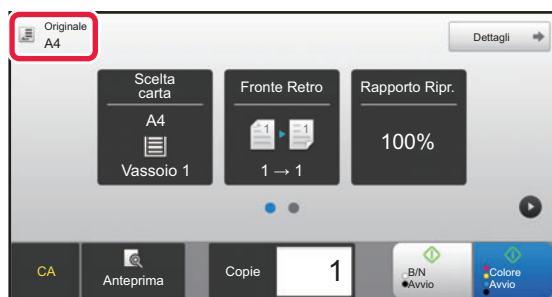 Originale
A4
Dettagli
Scelta
carta
A4
Vassoio 1
Fronte Retro
1
1
1 → 1
Rapporto Ripr.
100%
CA
Anteprima
Copie
1
B/N
Avvio
Colore
Avvio